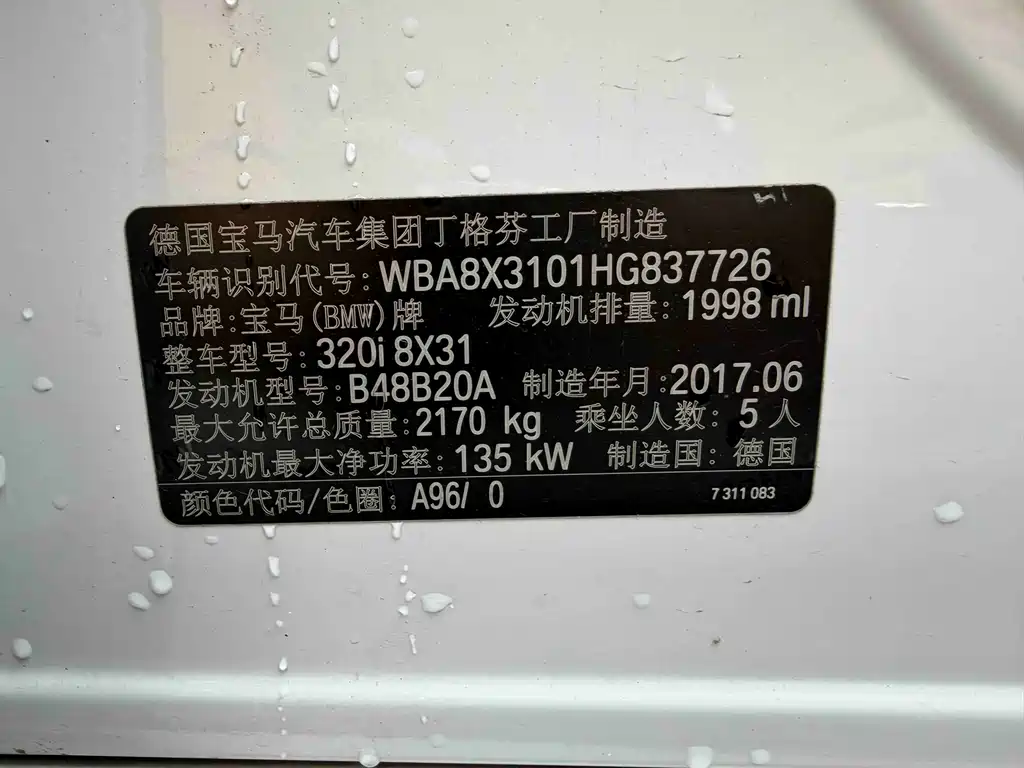 德国宝马汽车集团丁格芬工厂制造
车辆识别代号: WBA8X3101HG837726
品牌: 宝马(BMW)牌 发动机排量: 1998 ml
整车型号: 320i 8X31
发动机型号: B48B20A 制造年月: 2017.06
最大允许总质量: 2170 kg 乘坐人数: 5 人
发动机最大净功率: 135 kW 制造国: 德国
颜色代码/色圈: A96/ 0 7 311 083